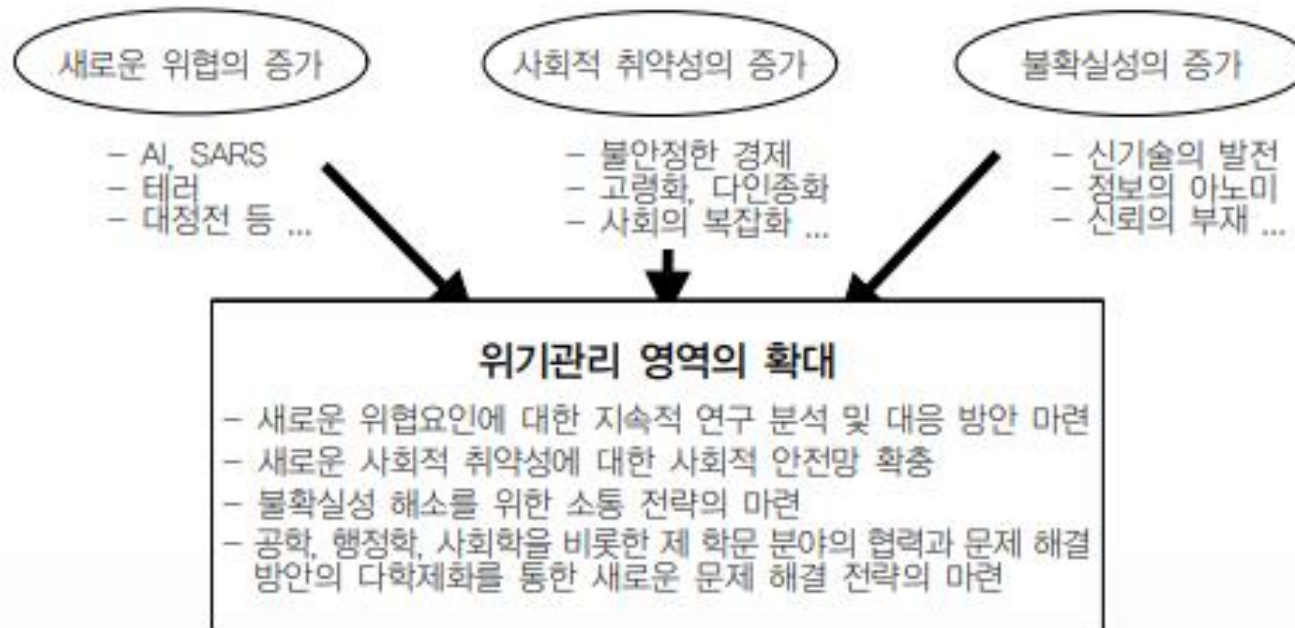 새로운 위협의 증가
사회적 취약성의 증가
불확실성의 증가
– AI, SARS
– 테러
– 대정전 등 ...
– 불안정한 경제
– 고령화, 다인종화
– 사회의 복잡화 ...
– 신기술의 발전
– 정보의 아노미
– 신뢰의 부재 ...
위기관리 영역의 확대
– 새로운 위협요인에 대한 지속적 연구 분석 및 대응 방안 마련
– 새로운 사회적 취약성에 대한 사회적 안전망 확충
– 불확실성 해소를 위한 소통 전략의 마련
– 공학, 행정학, 사회학을 비롯한 제 학문 분야의 협력과 문제 해결
방안의 다학제화를 통한 새로운 문제 해결 전략의 마련